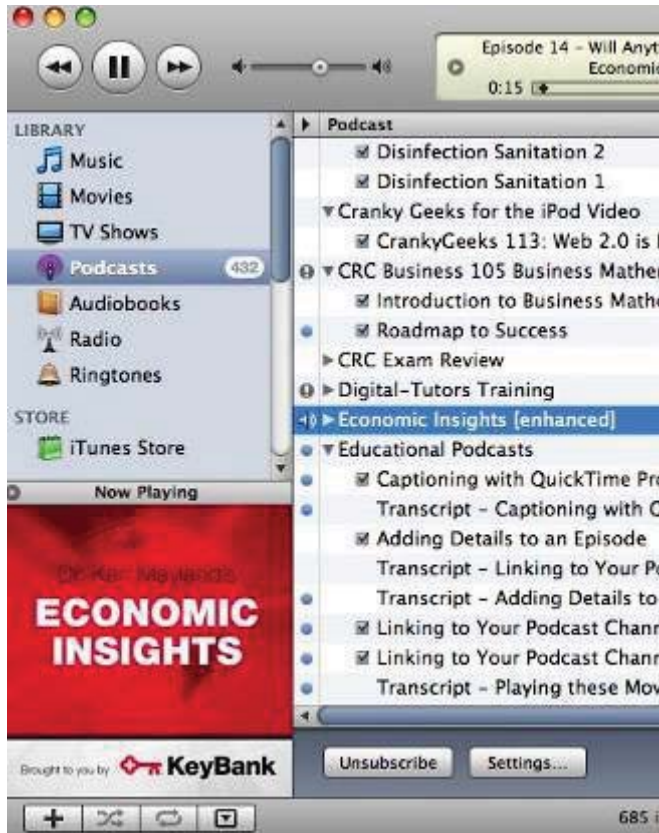 Episode 14 - Will Anyt
Economic
0:15
LIBRARY
Music
Movies
TV Shows
Podcasts 432
Audiobooks
Radio
Ringtones
STORE
iTunes Store
Now Playing
Dr. Ken Mayland's
ECONOMIC
INSIGHTS
Brought to you by KeyBank
Podcast
Disinfection Sanitation 2
Disinfection Sanitation 1
Cranky Geeks for the iPod Video
CrankyGeeks 113: Web 2.0 is
CRC Business 105 Business Mather
Introduction to Business Mathe
Roadmap to Success
CRC Exam Review
Digital-Tutors Training
Economic Insights [enhanced]
Educational Podcasts
Captioning with QuickTime Pro
Transcript - Captioning with Q
Adding Details to an Episode
Transcript - Linking to Your Po
Transcript - Adding Details to
Linking to Your Podcast Chann
Linking to Your Podcast Chann
Transcript - Playing these Mov
Unsubscribe Settings...
685 i